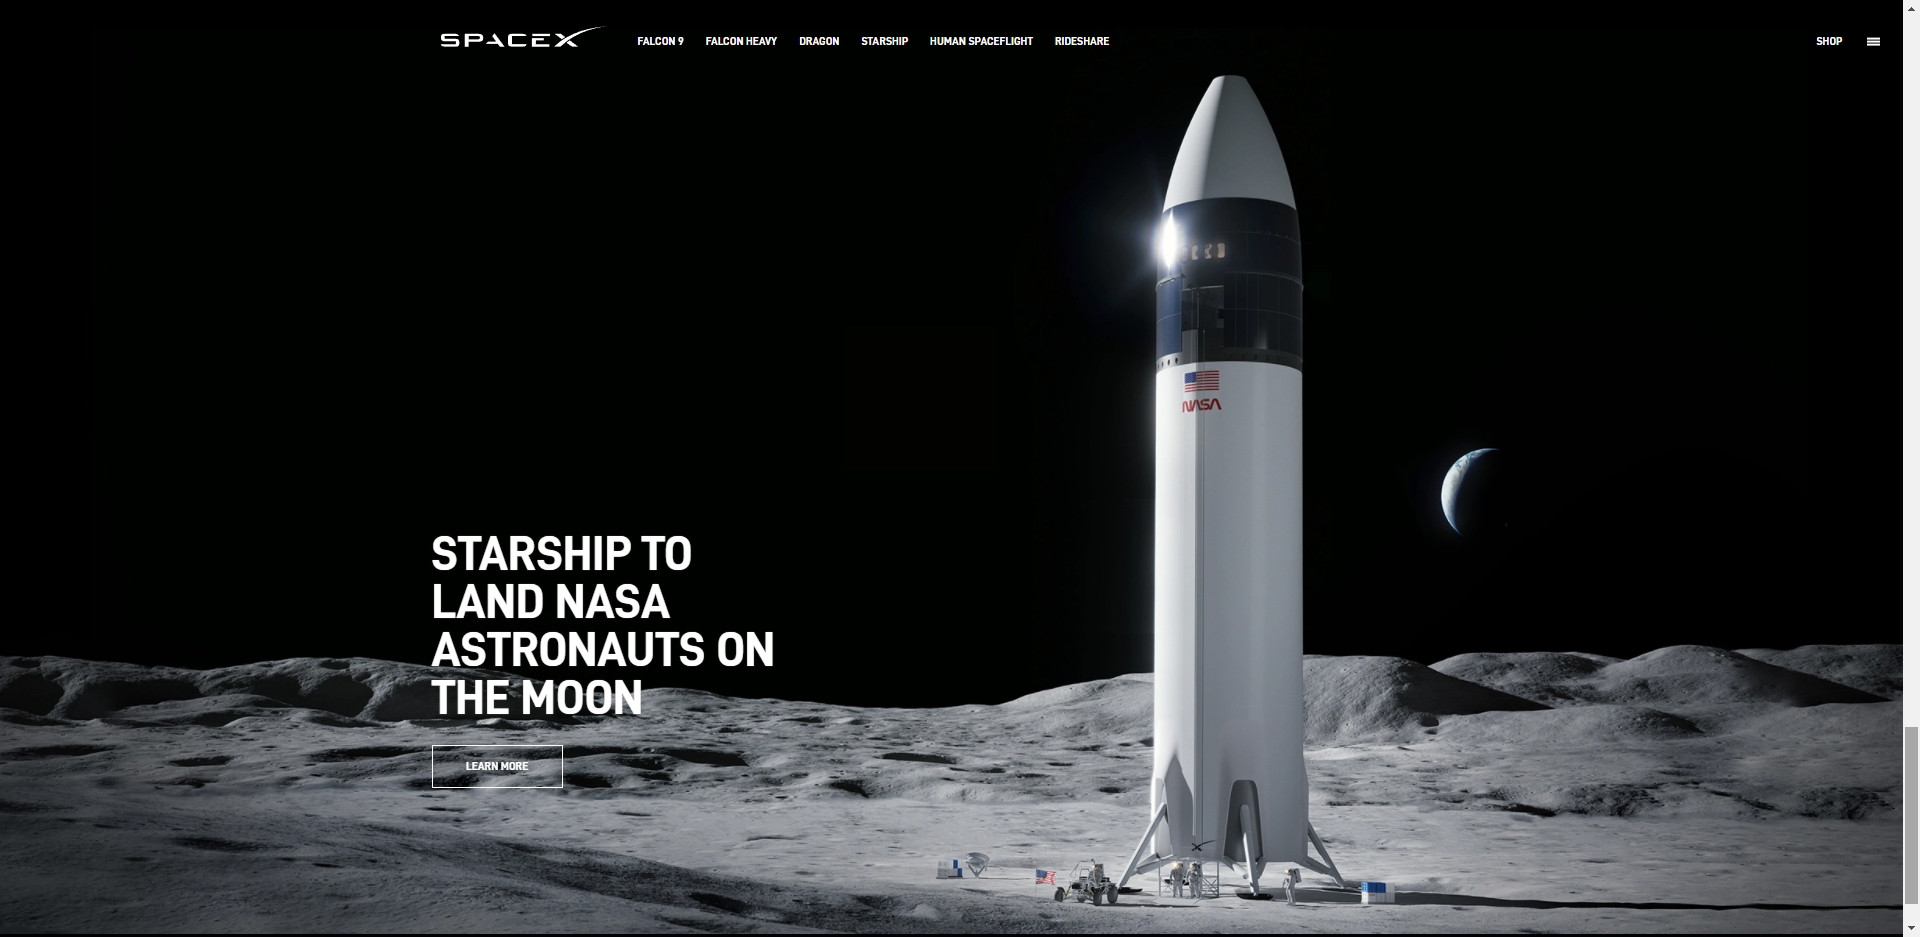 SPACEX
FALCON 9
FALCON HEAVY
DRAGON
STARSHIP
HUMAN SPACEFLIGHT
RIDESHARE
SHOP
NASA
STARSHIP TO
LAND NASA
ASTRONAUTS ON
THE MOON
LEARN MORE